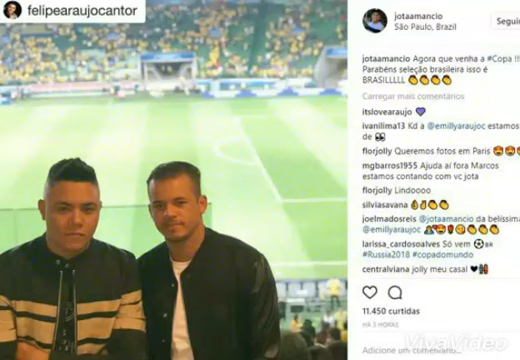 felipearaujocantor
jotaamancio
São Paulo, Brazil
Seguindo
jotaamancio Agora que venha a #Copa !!
Parabéns seleção brasileira isso é
BRASILLLLL 👏👏👏👏
Carregar mais comentários
itslovearaujo 💜
ivanilima13 Kd a @emillyaraujoc estamos
de 👀
florjolly Queremos fotos em Paris 😍😍
mgbarros1955 Ajuda aí fora Marcos
estamos contando com vc jota
florjolly Lindoooo
silviasavana 👌✌👏👏
joelmadosreis @jotaamancio da belíssima
@emillyaraujoc
larissa_cardosoalves Só vem ⚽
#Russia2018 #copadomundo
centralviana jolly meu casal ❤👫
11.450 curtidas
HÁ 3 HORAS
Adicione um comentário...
VivaVideo